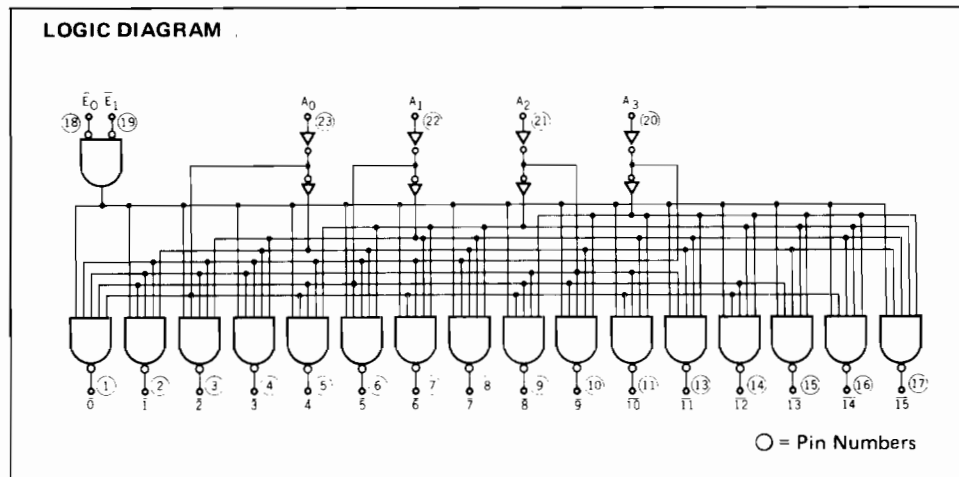 LOGIC DIAGRAM
E̅0 E̅1 A0 A1 A2 A3
18 19 23 22 21 20
1 2 3 4 5 6 7 8 9 10 11 13 14 15 16 17
0̅ 1̅ 2̅ 3̅ 4̅ 5̅ 6̅ 7̅ 8̅ 9̅ 1̅0̅ 1̅1̅ 1̅2̅ 1̅3̅ 1̅4̅ 1̅5̅
○ = Pin Numbers